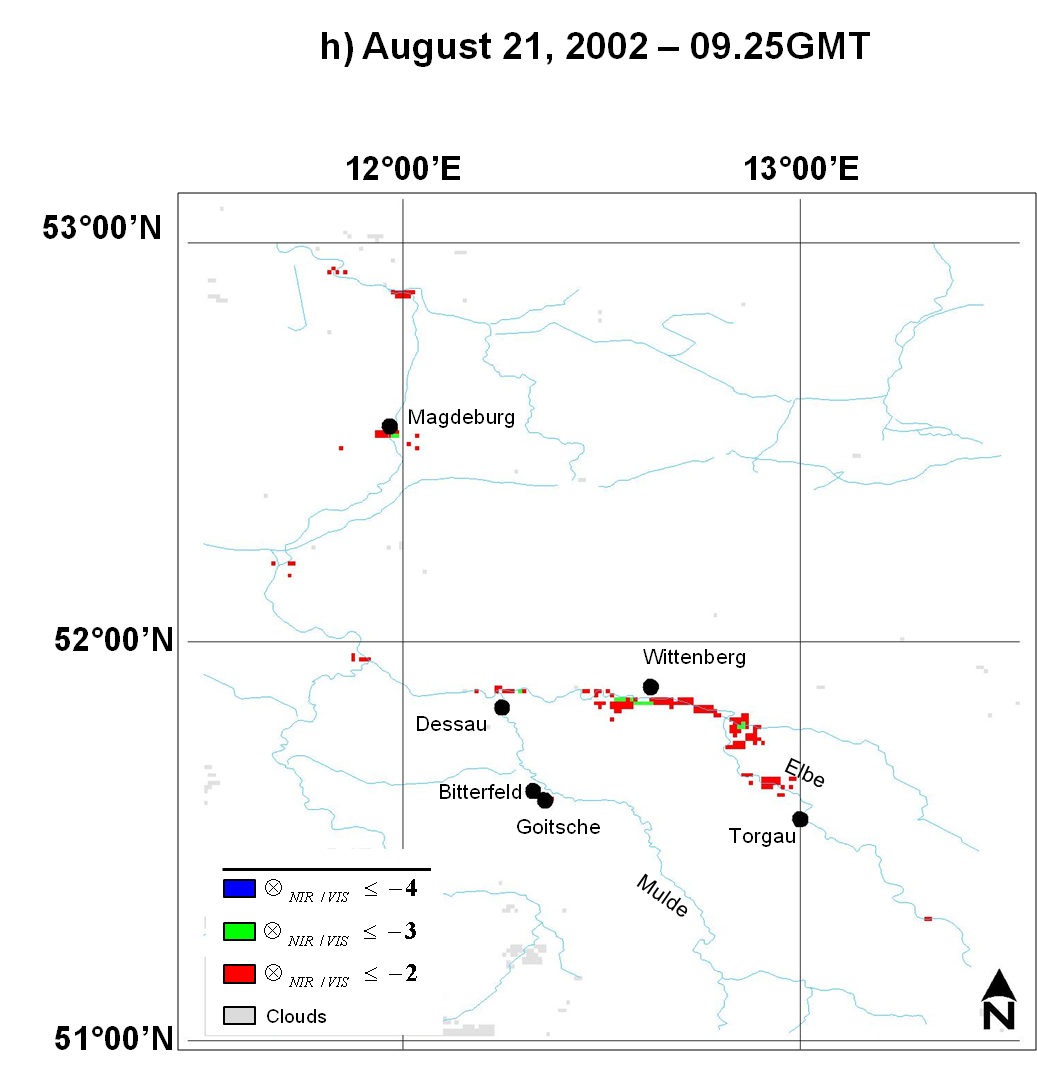 h) August 21, 2002 – 09.25GMT
12°00'E 13°00'E
53°00'N
Magdeburg
52°00'N
Wittenberg
Dessau
Elbe
Bitterfeld
Goitsche
Torgau
Mulde
⊗ NIR / VIS ≤ −4
⊗ NIR / VIS ≤ −3
⊗ NIR / VIS ≤ −2
Clouds
N
51°00'N